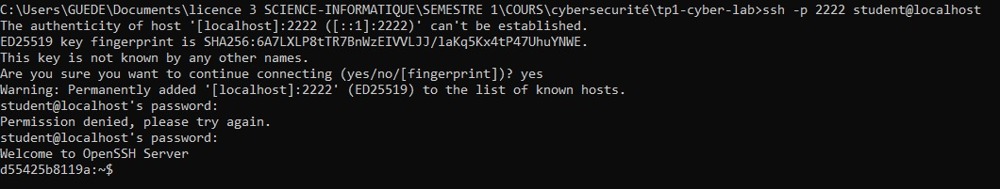 C:\Users\GUEDE\Documents\licence 3 SCIENCE-INFORMATIQUE\SEMESTRE 1\COURS\cybersecurité\tp1-cyber-lab>ssh -p 2222 student@localhost
The authenticity of host '[localhost]:2222 ([::1]:2222)' can't be established.
ED25519 key fingerprint is SHA256:6A7LXLP8tTR7BnWzEIVVLJJ/laKq5Kx4tP47UhuYNWE.
This key is not known by any other names.
Are you sure you want to continue connecting (yes/no/[fingerprint])? yes
Warning: Permanently added '[localhost]:2222' (ED25519) to the list of known hosts.
student@localhost's password:
Permission denied, please try again.
student@localhost's password:
Welcome to OpenSSH Server
d55425b8119a:~$